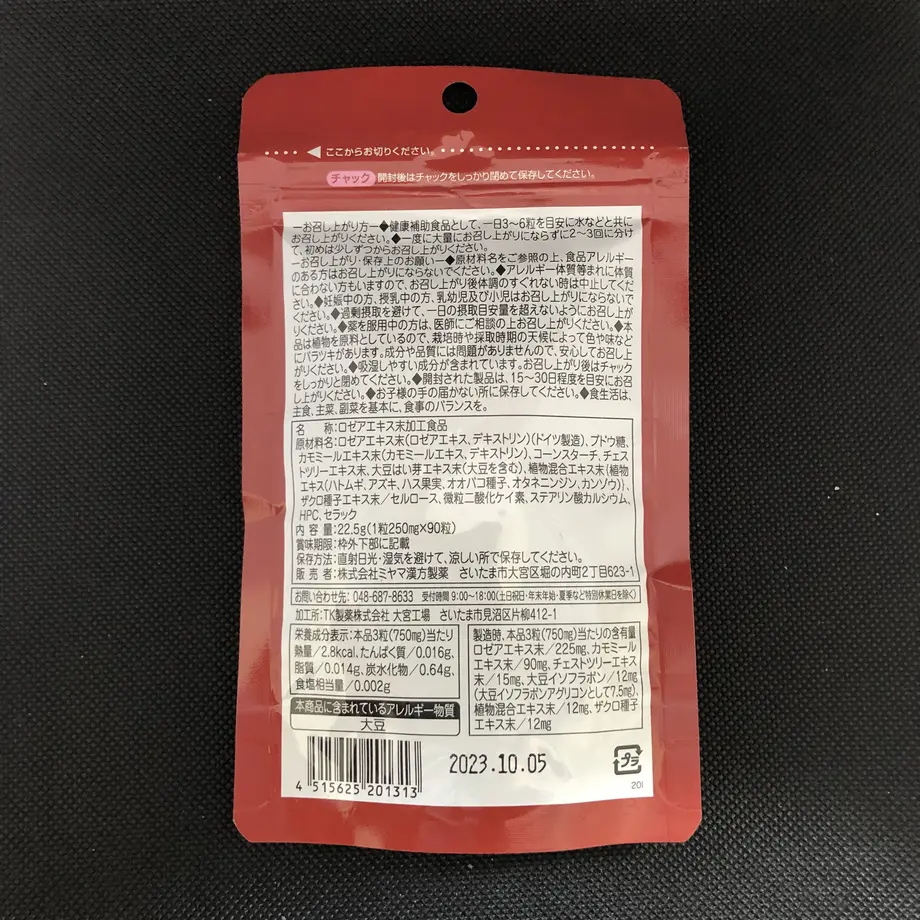 ここからお切りください。
チャック 開封後はチャックをしっかり閉めて保存してください。
ーお召し上がり方ー◆健康補助食品として、一日3〜6粒を目安に水などと共に
お召し上がりください。◆一度に大量にお召し上がりにならずに2〜3回に分け
て、初めは少しずつからお召し上がりください。
ーお召し上がり・保存上のお願いー◆原材料名をご参照の上、食品アレルギー
のある方はお召し上がりにならないでください。◆アレルギー体質等まれに体質
に合わない方もいますので、お召し上がり後体調のすぐれない時は中止してくだ
さい。◆妊娠中の方、授乳中の方、乳幼児及び小児はお召し上がりにならないで
ください。◆過剰摂取を避けて、一日の摂取目安量を超えないようにお召し上が
りください。◆薬を服用中の方は、医師にご相談の上お召し上がりください。◆本
品は植物を原料としているので、栽培時や採取時期の天候によって色や味など
にバラツキがあります。成分や品質には問題がありませんので、安心してお召し上
がりください。◆吸湿しやすい成分が含まれています。お召し上がり後はチャック
をしっかりと閉めてください。◆開封された製品は、15〜30日程度を目安にお召
し上がりください。◆お子様の手の届かない所に保存してください。◆食生活は、
主食、主菜、副菜を基本に、食事のバランスを。
名 称:ロゼアエキス末加工食品
原材料名:ロゼアエキス末(ロゼアエキス、デキストリン)(ドイツ製造)、ブドウ糖、
カモミールエキス末(カモミールエキス、デキストリン)、コーンスターチ、チェス
トツリーエキス末、大豆はい芽エキス末(大豆を含む)、植物混合エキス末(植物
エキス(ハトムギ、アズキ、ハス果実、オオバコ種子、オタネニンジン、カンゾウ))、
ザクロ種子エキス末/セルロース、微粒二酸化ケイ素、ステアリン酸カルシウム、
HPC、セラック
内 容 量:22.5g(1粒250mg×90粒)
賞味期限:枠外下部に記載
保存方法:直射日光・湿気を避けて、涼しい所で保存してください。
販 売 者:株式会社ミヤマ漢方製薬 さいたま市大宮区堀の内町2丁目623-1
お問い合わせ先: 048-687-8633 受付時間 9:00〜18:00(土日祝日・年末年始・夏季など特別休業日を除く)
加工所:TK製薬株式会社 大宮工場 さいたま市見沼区片柳412-1
栄養成分表示:本品3粒(750mg)当たり
熱量/2.8kcal、たんぱく質/0.016g、
脂質/0.014g、炭水化物/0.64g、
食塩相当量/0.002g
本商品に含まれているアレルギー物質
大豆
製造時、本品3粒(750mg)当たりの含有量
ロゼアエキス末/225mg、カモミール
エキス末/90mg、チェストツリーエキス
末/15mg、大豆イソフラボン/12mg
(大豆イソフラボンアグリコンとして7.5mg)、
植物混合エキス末/12mg、ザクロ種子
エキス末/12mg
2023.10.05
プラ
4 515625 201313
201